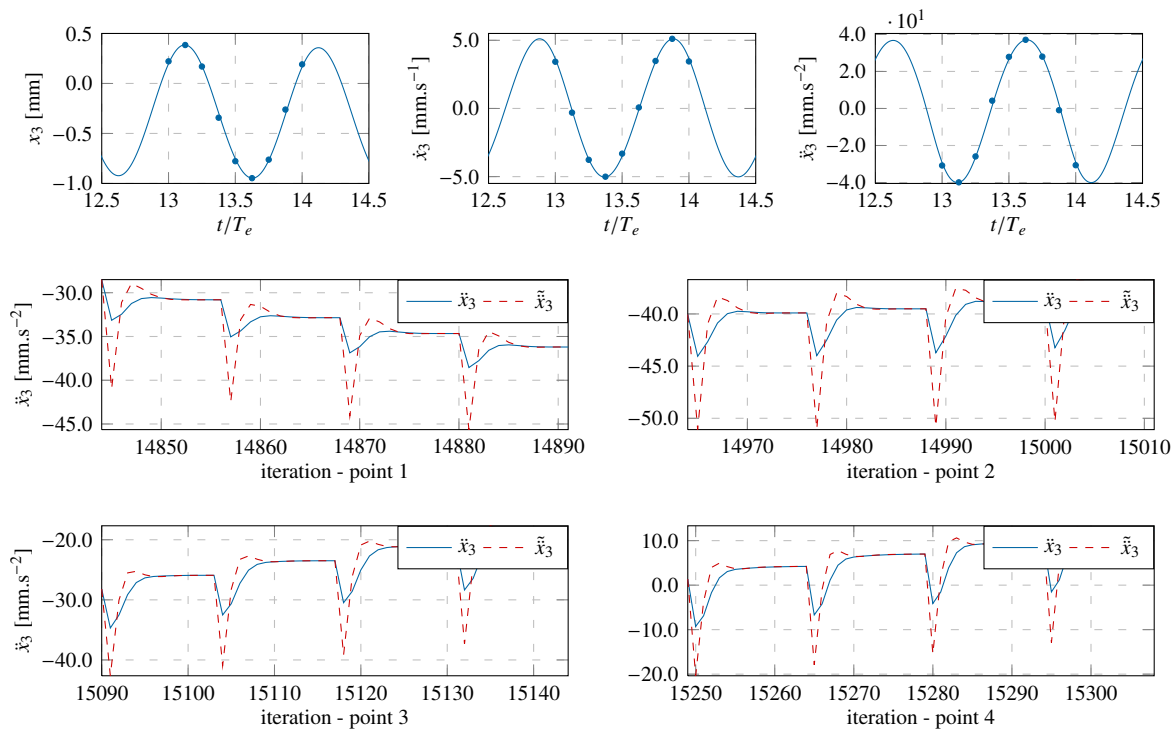 · 10¹
0.5
0.0
−0.5
−1.0
x₃ [mm]
12.5 13 13.5 14 14.5
t/Tₑ
5.0
0.0
−5.0
ẋ₃ [mm.s⁻¹]
12.5 13 13.5 14 14.5
t/Tₑ
4.0
2.0
0.0
−2.0
−4.0
ẍ₃ [mm.s⁻²]
12.5 13 13.5 14 14.5
t/Tₑ
−30.0
−35.0
−40.0
−45.0
ẍ₃ [mm.s⁻²]
ẍ₃ x̃̈₃
14850 14860 14870 14880 14890
iteration - point 1
−40.0
−45.0
−50.0
ẍ₃ x̃̈₃
14970 14980 14990 15000 15010
iteration - point 2
−20.0
−30.0
−40.0
ẍ₃ [mm.s⁻²]
ẍ₃ x̃̈₃
15090 15100 15110 15120 15130 15140
iteration - point 3
10.0
0.0
−10.0
−20.0
ẍ₃ x̃̈₃
15250 15260 15270 15280 15290 15300
iteration - point 4